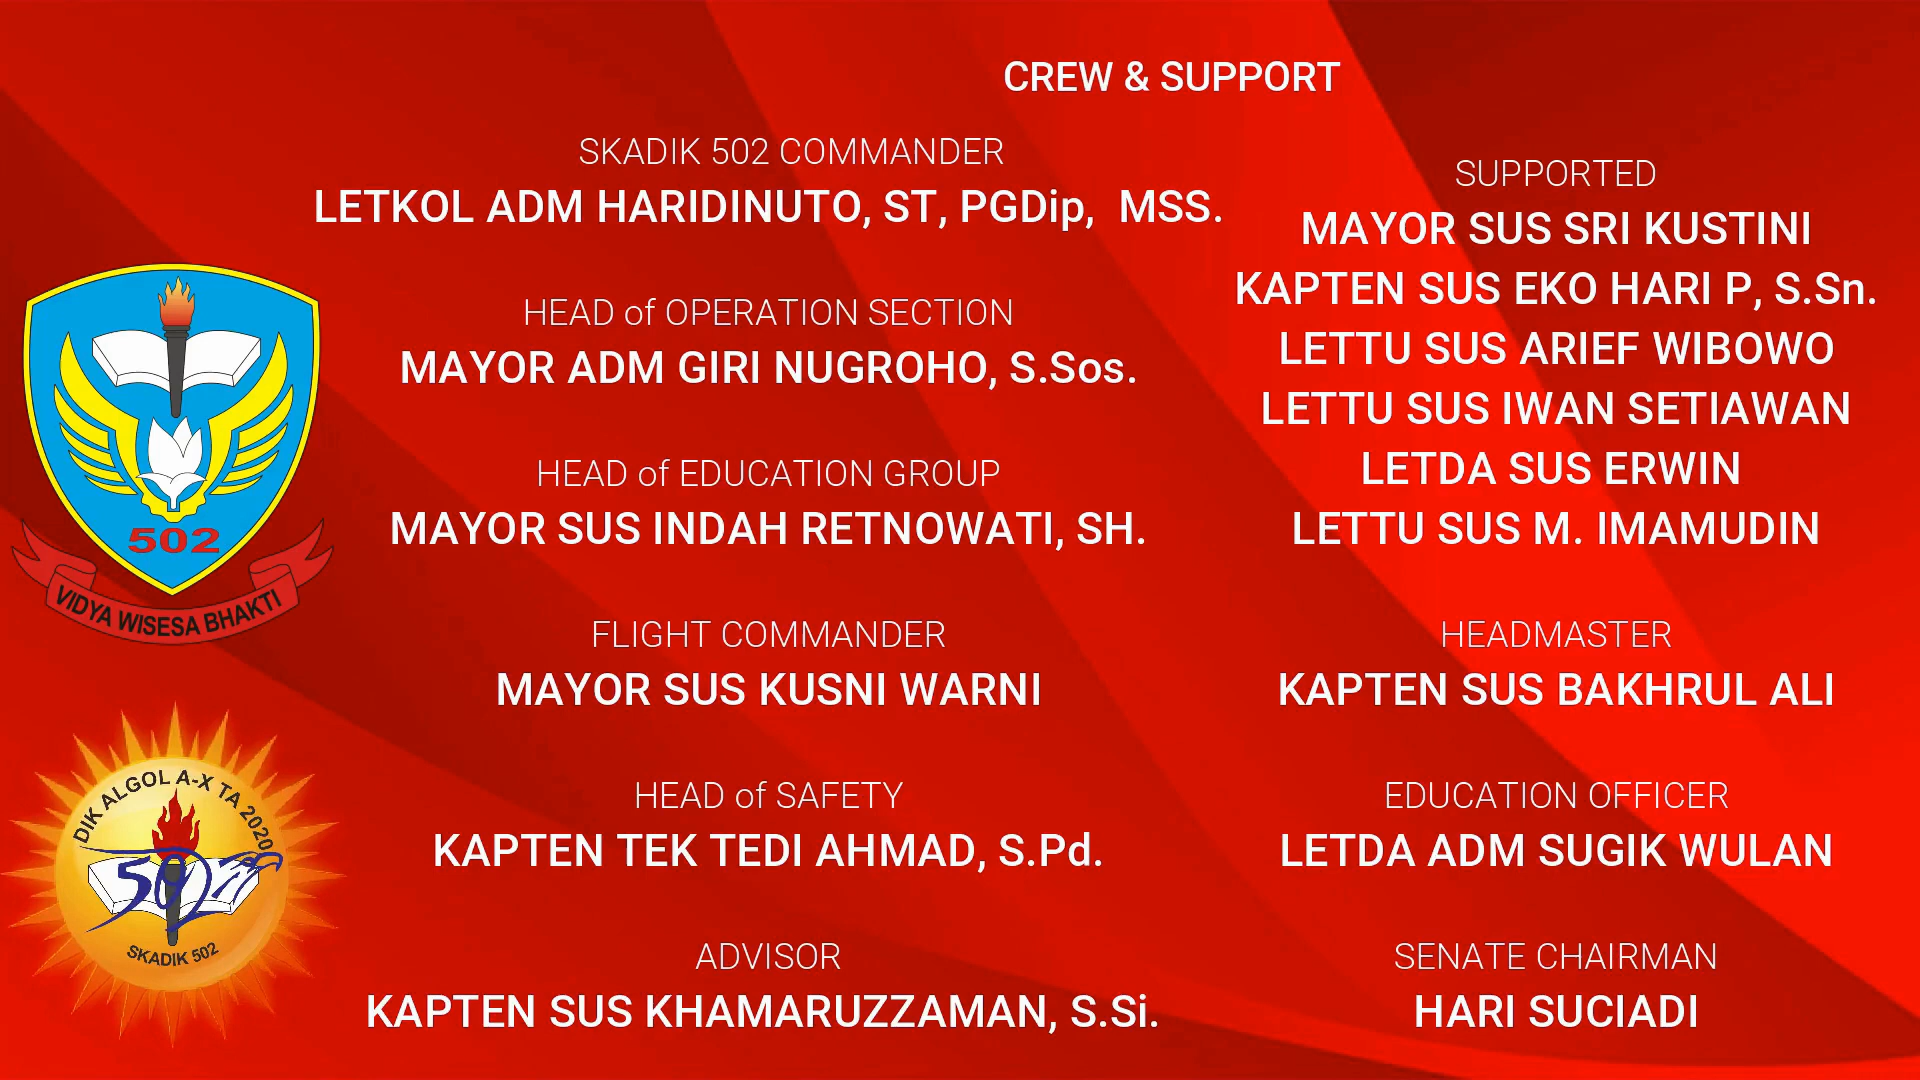 CREW & SUPPORT
SKADIK 502 COMMANDER
LETKOL ADM HARIDINUTO, ST, PGDip, MSS.
HEAD of OPERATION SECTION
MAYOR ADM GIRI NUGROHO, S.Sos.
HEAD of EDUCATION GROUP
MAYOR SUS INDAH RETNOWATI, SH.
FLIGHT COMMANDER
MAYOR SUS KUSNI WARNI
HEAD of SAFETY
KAPTEN TEK TEDI AHMAD, S.Pd.
ADVISOR
KAPTEN SUS KHAMARUZZAMAN, S.Si.
SUPPORTED
MAYOR SUS SRI KUSTINI
KAPTEN SUS EKO HARI P, S.Sn.
LETTU SUS ARIEF WIBOWO
LETTU SUS IWAN SETIAWAN
LETDA SUS ERWIN
LETTU SUS M. IMAMUDIN
HEADMASTER
KAPTEN SUS BAKHRUL ALI
EDUCATION OFFICER
LETDA ADM SUGIK WULAN
SENATE CHAIRMAN
HARI SUCIADI
502
VIDYA WISESA BHAKTI
DIK ALGOL A-X TA 2020
502
SKADIK 502